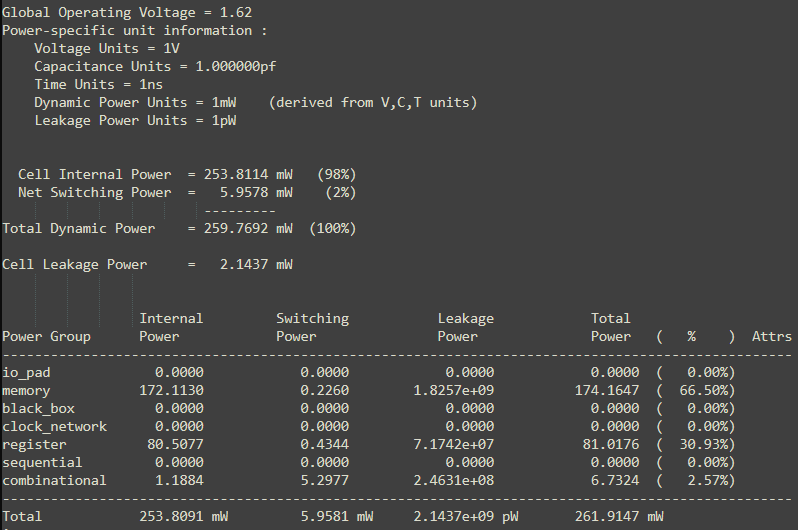 Global Operating Voltage = 1.62
Power-specific unit information :
    Voltage Units = 1V
    Capacitance Units = 1.000000pf
    Time Units = 1ns
    Dynamic Power Units = 1mW    (derived from V,C,T units)
    Leakage Power Units = 1pW
  Cell Internal Power  = 253.8114 mW   (98%)
  Net Switching Power  =   5.9578 mW    (2%)
                         ---------
Total Dynamic Power    = 259.7692 mW  (100%)
Cell Leakage Power     =   2.1437 mW
                 Internal         Switching           Leakage            Total
Power Group      Power            Power               Power              Power   (   %    )  Attrs
--------------------------------------------------------------------------------------------------
io_pad             0.0000            0.0000            0.0000            0.0000  (   0.00%)
memory           172.1130            0.2260        1.8257e+09          174.1647  (  66.50%)
black_box          0.0000            0.0000            0.0000            0.0000  (   0.00%)
clock_network      0.0000            0.0000            0.0000            0.0000  (   0.00%)
register          80.5077            0.4344        7.1742e+07           81.0176  (  30.93%)
sequential         0.0000            0.0000            0.0000            0.0000  (   0.00%)
combinational      1.1884            5.2977        2.4631e+08            6.7324  (   2.57%)
--------------------------------------------------------------------------------------------------
Total            253.8091 mW         5.9581 mW     2.1437e+09 pW       261.9147 mW